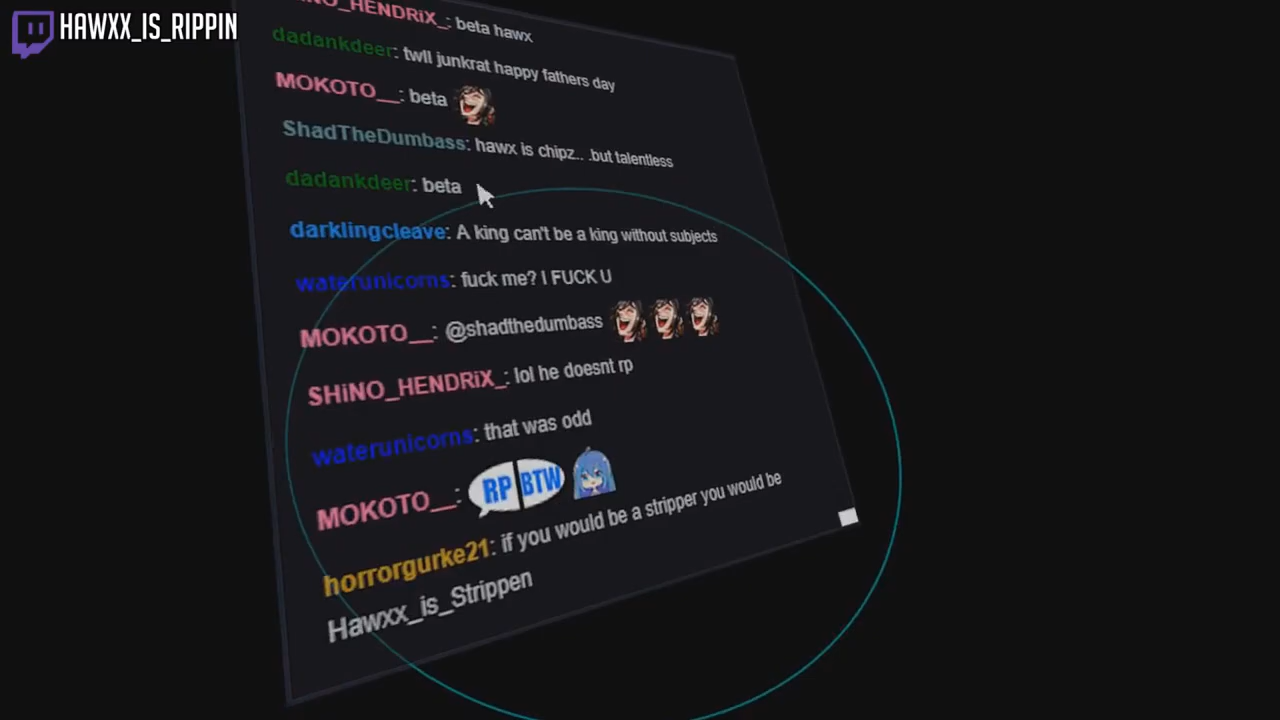 HAWXX_IS_RIPPIN
SHiNO_HENDRiX_: beta hawx
dadankdeer: twll junkrat happy fathers day
MOKOTO__: beta
ShadTheDumbass: hawx is chipz.. .but talentless
dadankdeer: beta
darklingcleave: A king can't be a king without subjects
waterunicorns: fuck me? I FUCK U
MOKOTO__: @shadthedumbass
SHiNO_HENDRiX_: lol he doesnt rp
waterunicorns: that was odd
MOKOTO__: RP BTW
horrorgurke21: if you would be a stripper you would be
Hawxx_is_Strippen